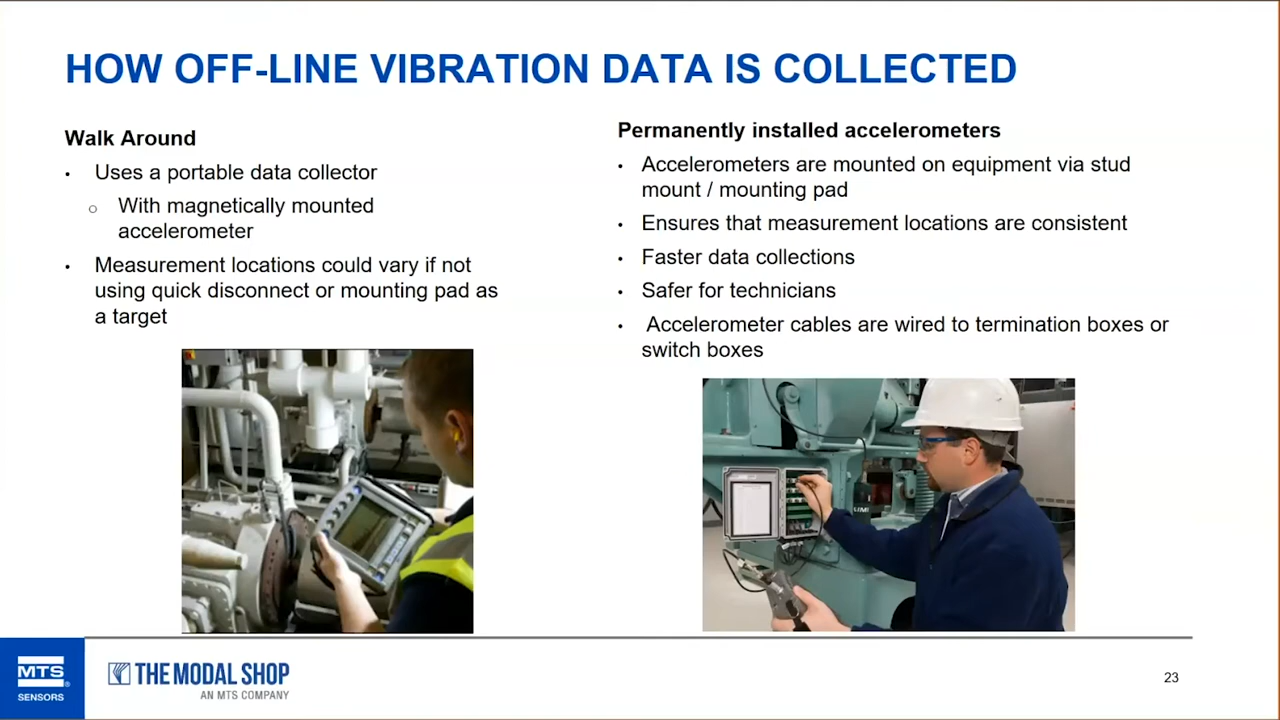 HOW OFF-LINE VIBRATION DATA IS COLLECTED
Walk Around
• Uses a portable data collector
o With magnetically mounted
accelerometer
• Measurement locations could vary if not
using quick disconnect or mounting pad as
a target
Permanently installed accelerometers
• Accelerometers are mounted on equipment via stud
mount / mounting pad
• Ensures that measurement locations are consistent
• Faster data collections
• Safer for technicians
• Accelerometer cables are wired to termination boxes or
switch boxes
MTS
SENSORS
THE MODAL SHOP
AN MTS COMPANY
23